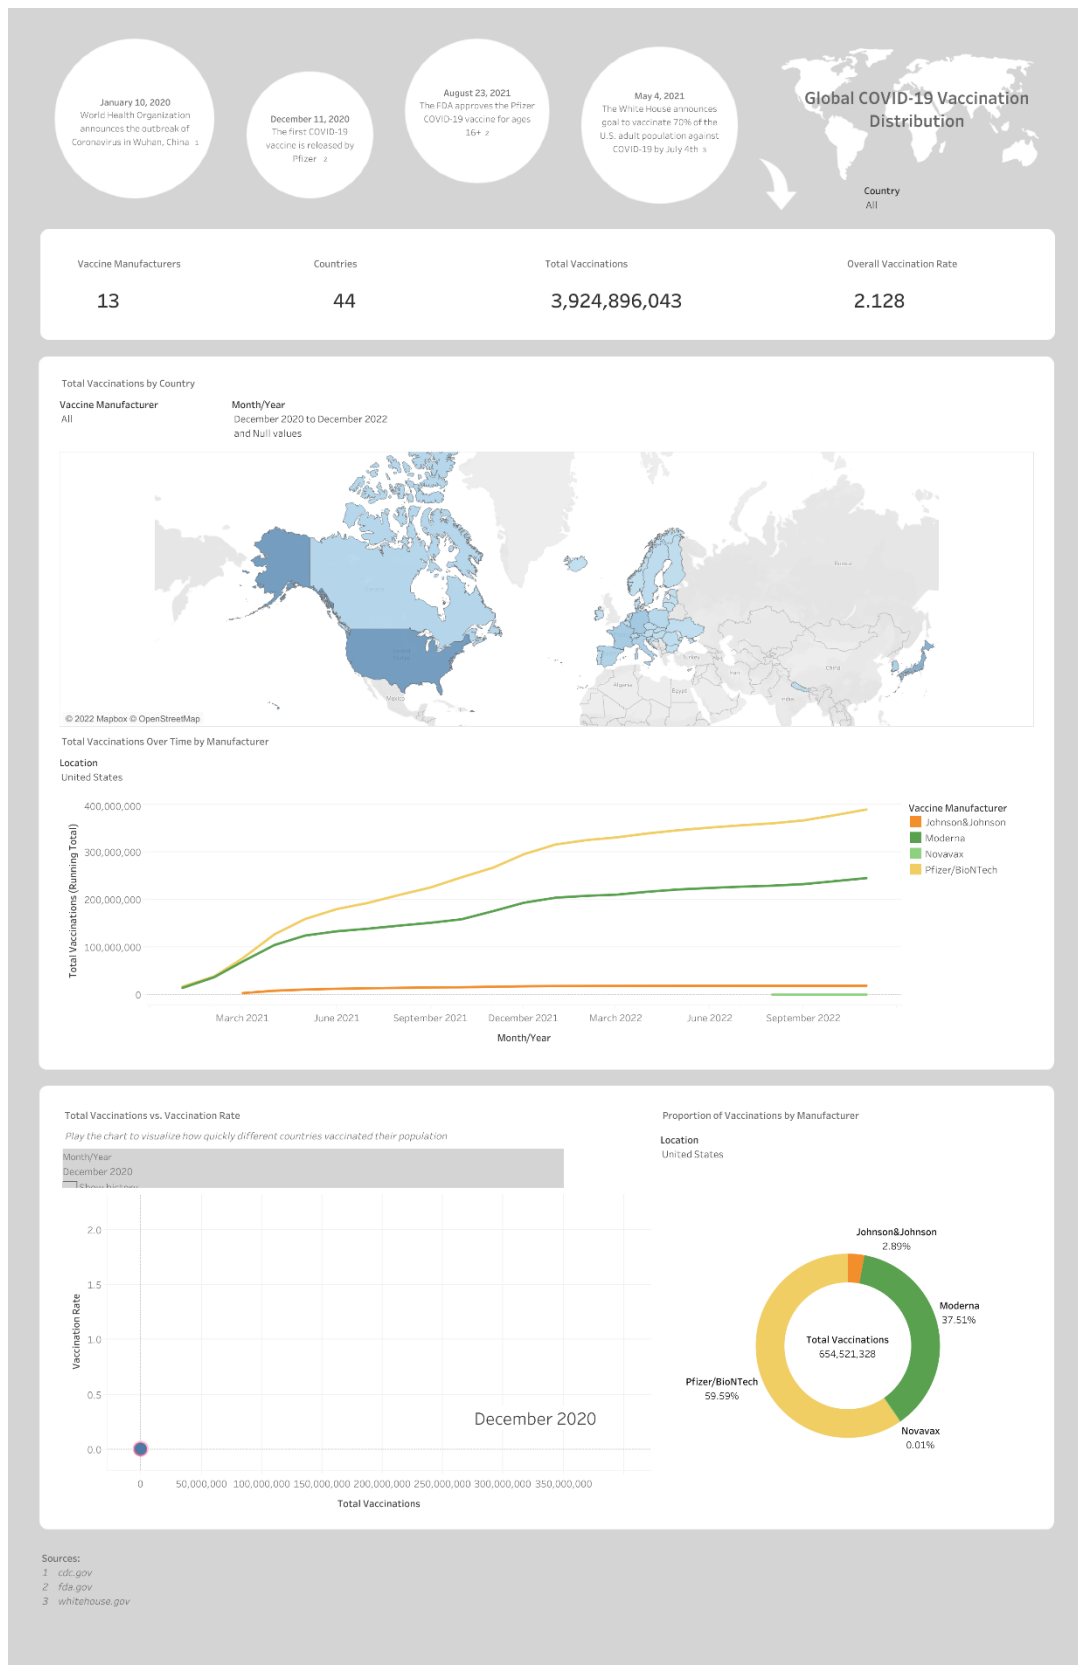 January 10, 2020
World Health Organization
announces the outbreak of
Coronavirus in Wuhan, China 1
December 11, 2020
The first COVID-19
vaccine is released by
Pfizer 2
August 23, 2021
The FDA approves the Pfizer
COVID-19 vaccine for ages
16+ 2
May 4, 2021
The White House announces
goal to vaccinate 70% of the
U.S. adult population against
COVID-19 by July 4th 3
Global COVID-19 Vaccination
Distribution
Country
All
Vaccine Manufacturers
13
Countries
44
Total Vaccinations
3,924,896,043
Overall Vaccination Rate
2.128
Total Vaccinations by Country
Vaccine Manufacturer
All
Month/Year
December 2020 to December 2022
and Null values
Russia
China
Turkey
Iran
India
Algeria
Egypt
Mexico
© 2022 Mapbox © OpenStreetMap
Total Vaccinations Over Time by Manufacturer
Location
United States
Total Vaccinations (Running Total)
400,000,000
300,000,000
200,000,000
100,000,000
0
March 2021 June 2021 September 2021 December 2021 March 2022 June 2022 September 2022
Month/Year
Vaccine Manufacturer
Johnson&Johnson
Moderna
Novavax
Pfizer/BioNTech
Total Vaccinations vs. Vaccination Rate
Play the chart to visualize how quickly different countries vaccinated their population
Month/Year
December 2020
Show history
Vaccination Rate
2.0
1.5
1.0
0.5
0.0
December 2020
0 50,000,000 100,000,000 150,000,000 200,000,000 250,000,000 300,000,000 350,000,000
Total Vaccinations
Proportion of Vaccinations by Manufacturer
Location
United States
Johnson&Johnson
2.89%
Moderna
37.51%
Total Vaccinations
654,521,328
Pfizer/BioNTech
59.59%
Novavax
0.01%
Sources:
1 cdc.gov
2 fda.gov
3 whitehouse.gov